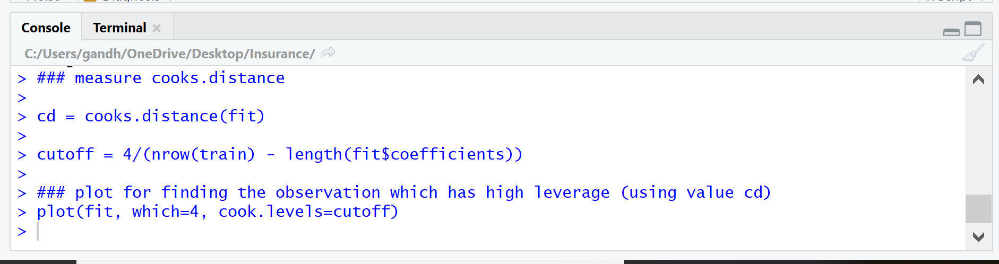 Console Terminal
C:/Users/gandh/OneDrive/Desktop/Insurance/
> ### measure cooks.distance
>
> cd = cooks.distance(fit)
>
> cutoff = 4/(nrow(train) - length(fit$coefficients))
>
> ### plot for finding the observation which has high leverage (using value cd)
> plot(fit, which=4, cook.levels=cutoff)
>